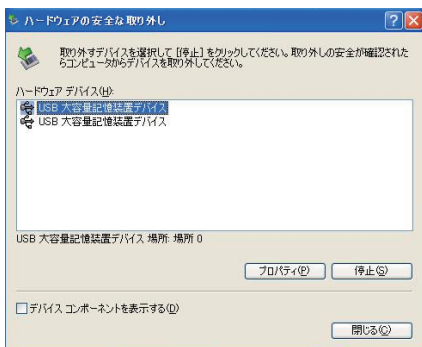 ハードウェアの安全な取り外し
取り外すデバイスを選択して [停止] をクリックしてください。取り外しの安全が確認された
らコンピュータからデバイスを取り外してください。
ハードウェア デバイス(H):
USB 大容量記憶装置デバイス
USB 大容量記憶装置デバイス
USB 大容量記憶装置デバイス 場所: 場所 0
プロパティ(P)
停止(S)
デバイス コンポーネントを表示する(D)
閉じる(C)